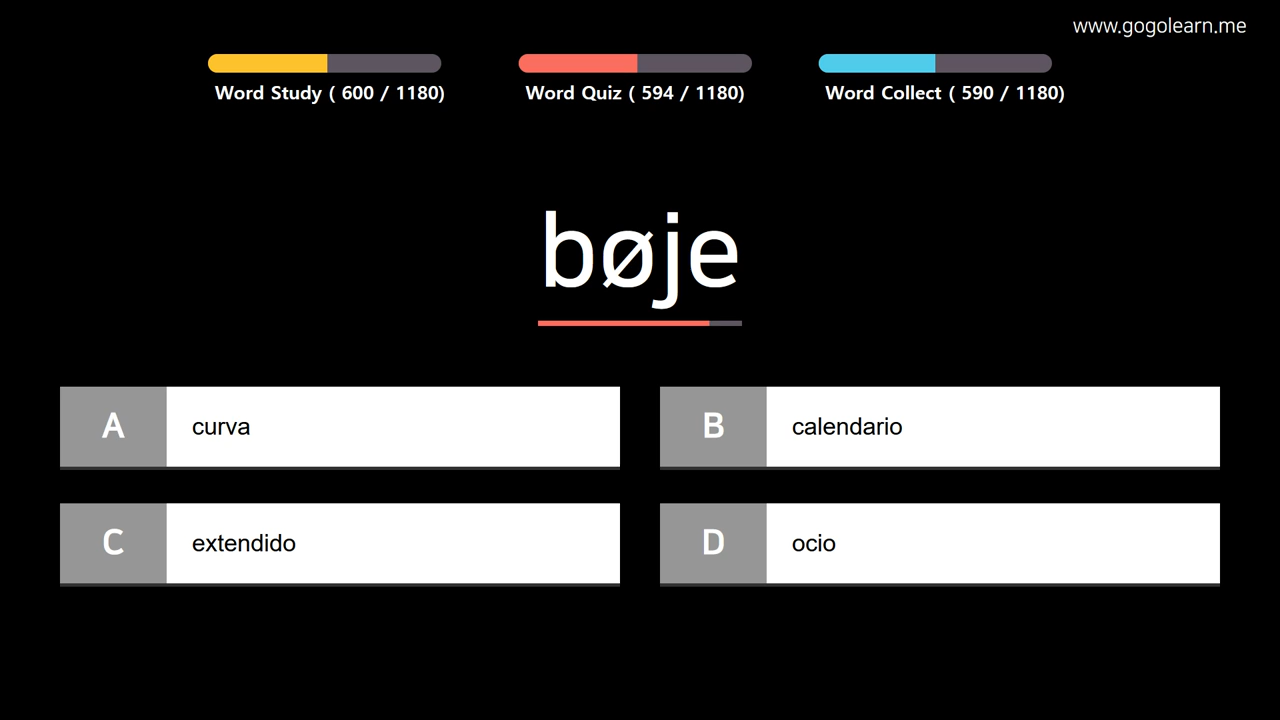 www.gogolearn.me
Word Study ( 600 / 1180)
Word Quiz ( 594 / 1180)
Word Collect ( 590 / 1180)
bøje
A
curva
B
calendario
C
extendido
D
ocio